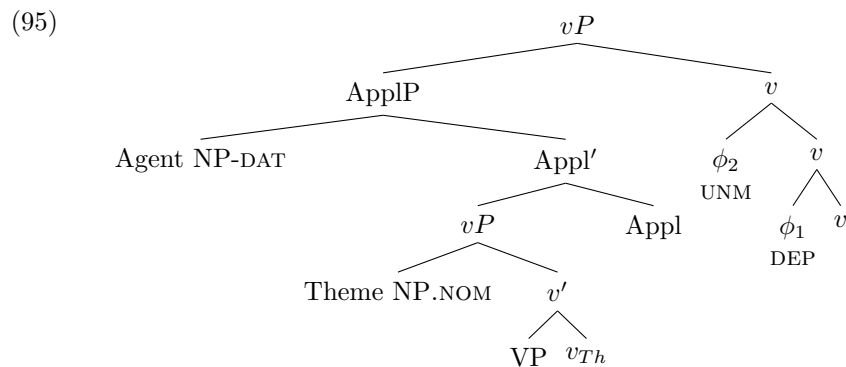 (95)
vP
ApplP v
Agent NP-DAT Appl′ ϕ2 v
UNM
vP Appl ϕ1 v
DEP
Theme NP.NOM v′
VP vTh